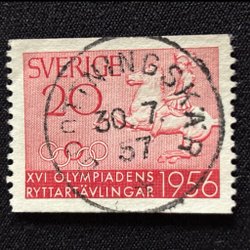 SVERIGE
20
30.7.
57
XVI OLYMPIADENS
RYTTARTÄVLINGAR 1956